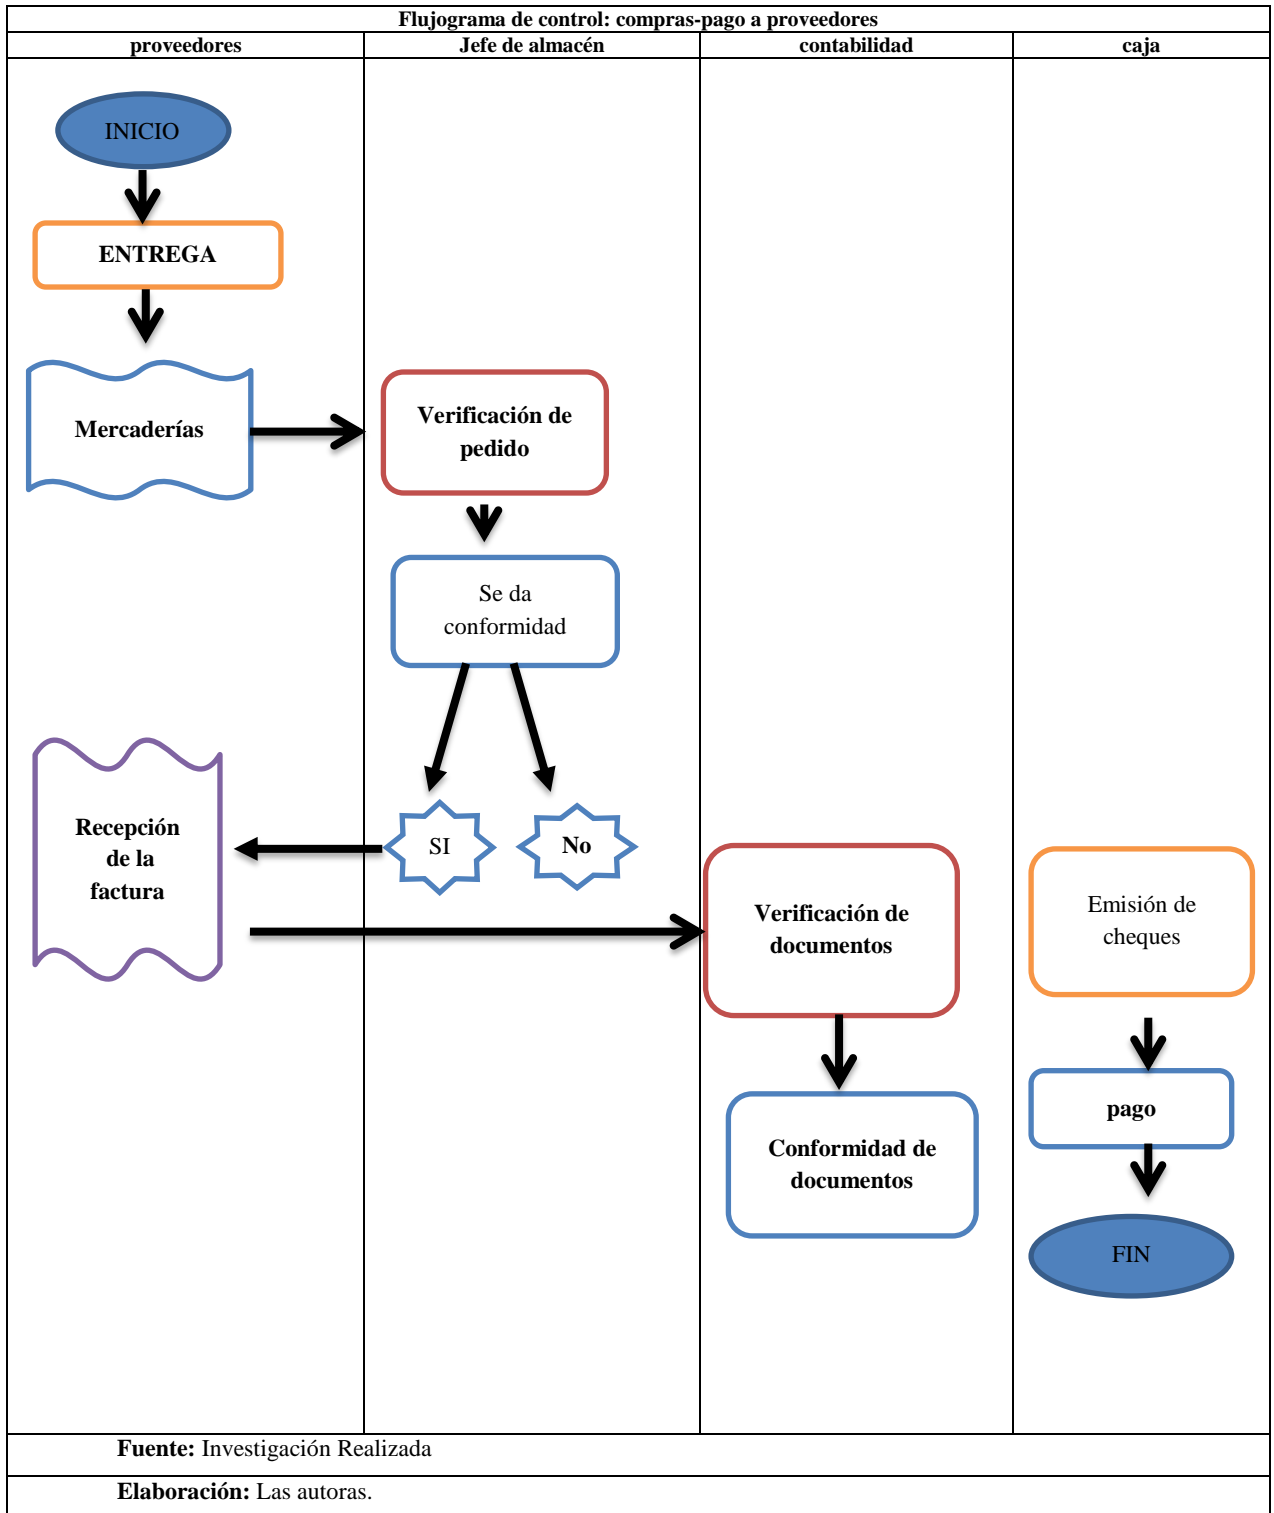 Flujograma de control: compras-pago a proveedores
proveedores
Jefe de almacén
contabilidad
caja
INICIO
ENTREGA
Mercaderías
Verificación de
pedido
Se da
conformidad
SI
No
Recepción
de la
factura
Verificación de
documentos
Conformidad de
documentos
Emisión de
cheques
pago
FIN
Fuente: Investigación Realizada
Elaboración: Las autoras.